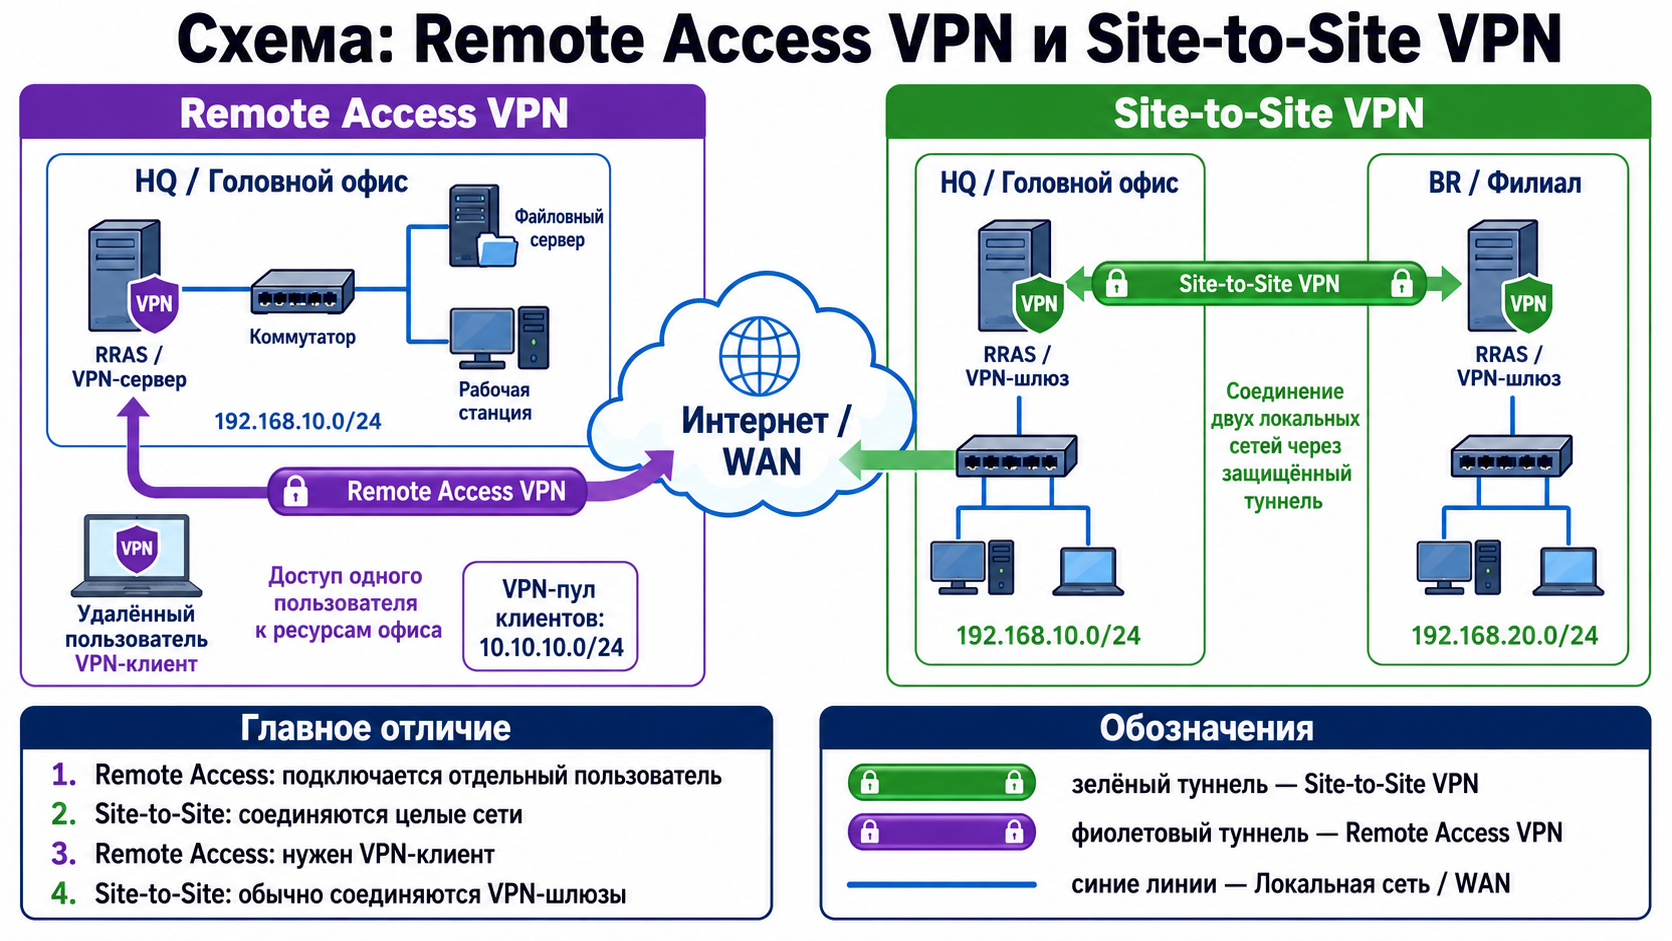 Схема: Remote Access VPN и Site-to-Site VPN
Remote Access VPN
HQ / Головной офис
Файловный
сервер
VPN
Коммутатор
RRAS /
VPN-сервер
Рабочая
станция
192.168.10.0/24
Remote Access VPN
VPN
Удалённый
пользователь
VPN-клиент
Доступ одного
пользователя
к ресурсам офиса
VPN-пул
клиентов:
10.10.10.0/24
Интернет /
WAN
Site-to-Site VPN
HQ / Головной офис
BR / Филиал
VPN
Site-to-Site VPN
VPN
RRAS /
VPN-шлюз
RRAS /
VPN-шлюз
Соединение
двух локальных
сетей через
защищённый
туннель
192.168.10.0/24
192.168.20.0/24
Главное отличие
1. Remote Access: подключается отдельный пользователь
2. Site-to-Site: соединяются целые сети
3. Remote Access: нужен VPN-клиент
4. Site-to-Site: обычно соединяются VPN-шлюзы
Обозначения
зелёный туннель — Site-to-Site VPN
фиолетовый туннель — Remote Access VPN
синие линии — Локальная сеть / WAN